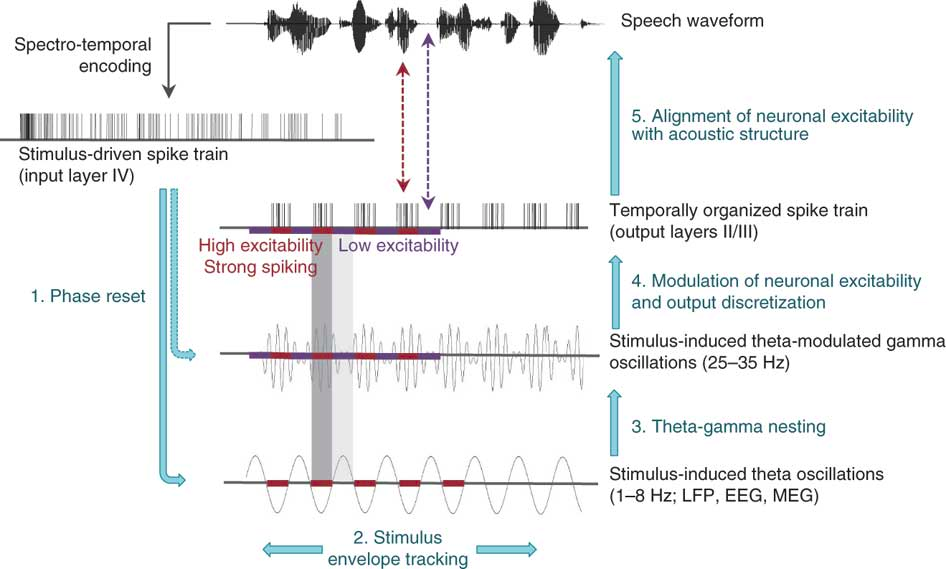 Speech waveform
Spectro-temporal
encoding
5. Alignment of neuronal excitability
with acoustic structure
Stimulus-driven spike train
(input layer IV)
Temporally organized spike train
(output layers II/III)
High excitability
Strong spiking
Low excitability
1. Phase reset
4. Modulation of neuronal excitability
and output discretization
Stimulus-induced theta-modulated gamma
oscillations (25–35 Hz)
3. Theta-gamma nesting
Stimulus-induced theta oscillations
(1–8 Hz; LFP, EEG, MEG)
2. Stimulus
envelope tracking